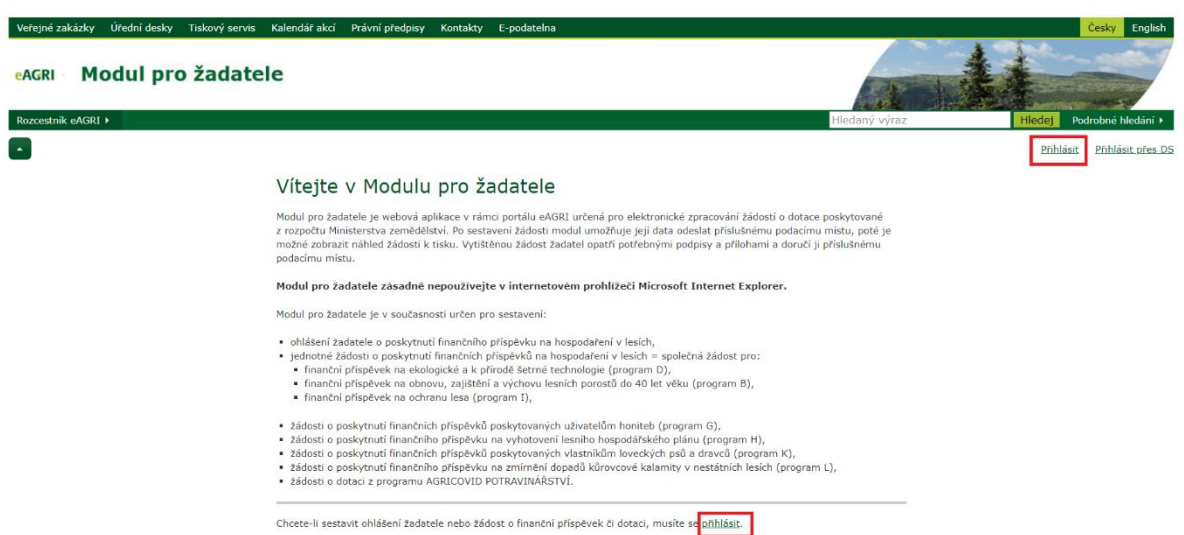 Veřejné zakázky Úřední desky Tiskový servis Kalendář akcí Právní předpisy Kontakty E-podatelna Česky English
eAGRI Modul pro žadatele
Rozcestník eAGRI Hledaný výraz Hledej Podrobné hledání
Přihlásit Přihlásit přes DS
Vítejte v Modulu pro žadatele
Modul pro žadatele je webová aplikace v rámci portálu eAGRI určená pro elektronické zpracování žádostí o dotace poskytované
z rozpočtu Ministerstva zemědělství. Po sestavení žádosti modul umožňuje její data odeslat příslušnému podacímu místu, poté je
možné zobrazit náhled žádosti k tisku. Vytištěnou žádost žadatel opatří potřebnými podpisy a přílohami a doručí ji příslušnému
podacímu místu.
Modul pro žadatele zásadně nepoužívejte v internetovém prohlížeči Microsoft Internet Explorer.
Modul pro žadatele je v současnosti určen pro sestavení:
▪ ohlášení žadatele o poskytnutí finančního příspěvku na hospodaření v lesích,
▪ jednotné žádosti o poskytnutí finančních příspěvků na hospodaření v lesích = společná žádost pro:
▪ finanční příspěvek na ekologické a k přírodě šetrné technologie (program D),
▪ finanční příspěvek na obnovu, zajištění a výchovu lesních porostů do 40 let věku (program B),
▪ finanční příspěvek na ochranu lesa (program I),
▪ žádosti o poskytnutí finančních příspěvků poskytovaných uživatelům honiteb (program G),
▪ žádosti o poskytnutí finančního příspěvku na vyhotovení lesního hospodářského plánu (program H),
▪ žádosti o poskytnutí finančních příspěvků poskytovaných vlastníkům loveckých psů a dravců (program K),
▪ žádosti o poskytnutí finančního příspěvku na zmírnění dopadů kůrovcové kalamity v nestátních lesích (program L),
▪ žádosti o dotaci z programu AGRICOVID POTRAVINÁŘSTVÍ.
Chcete-li sestavit ohlášení žadatele nebo žádost o finanční příspěvek či dotaci, musíte se přihlásit.